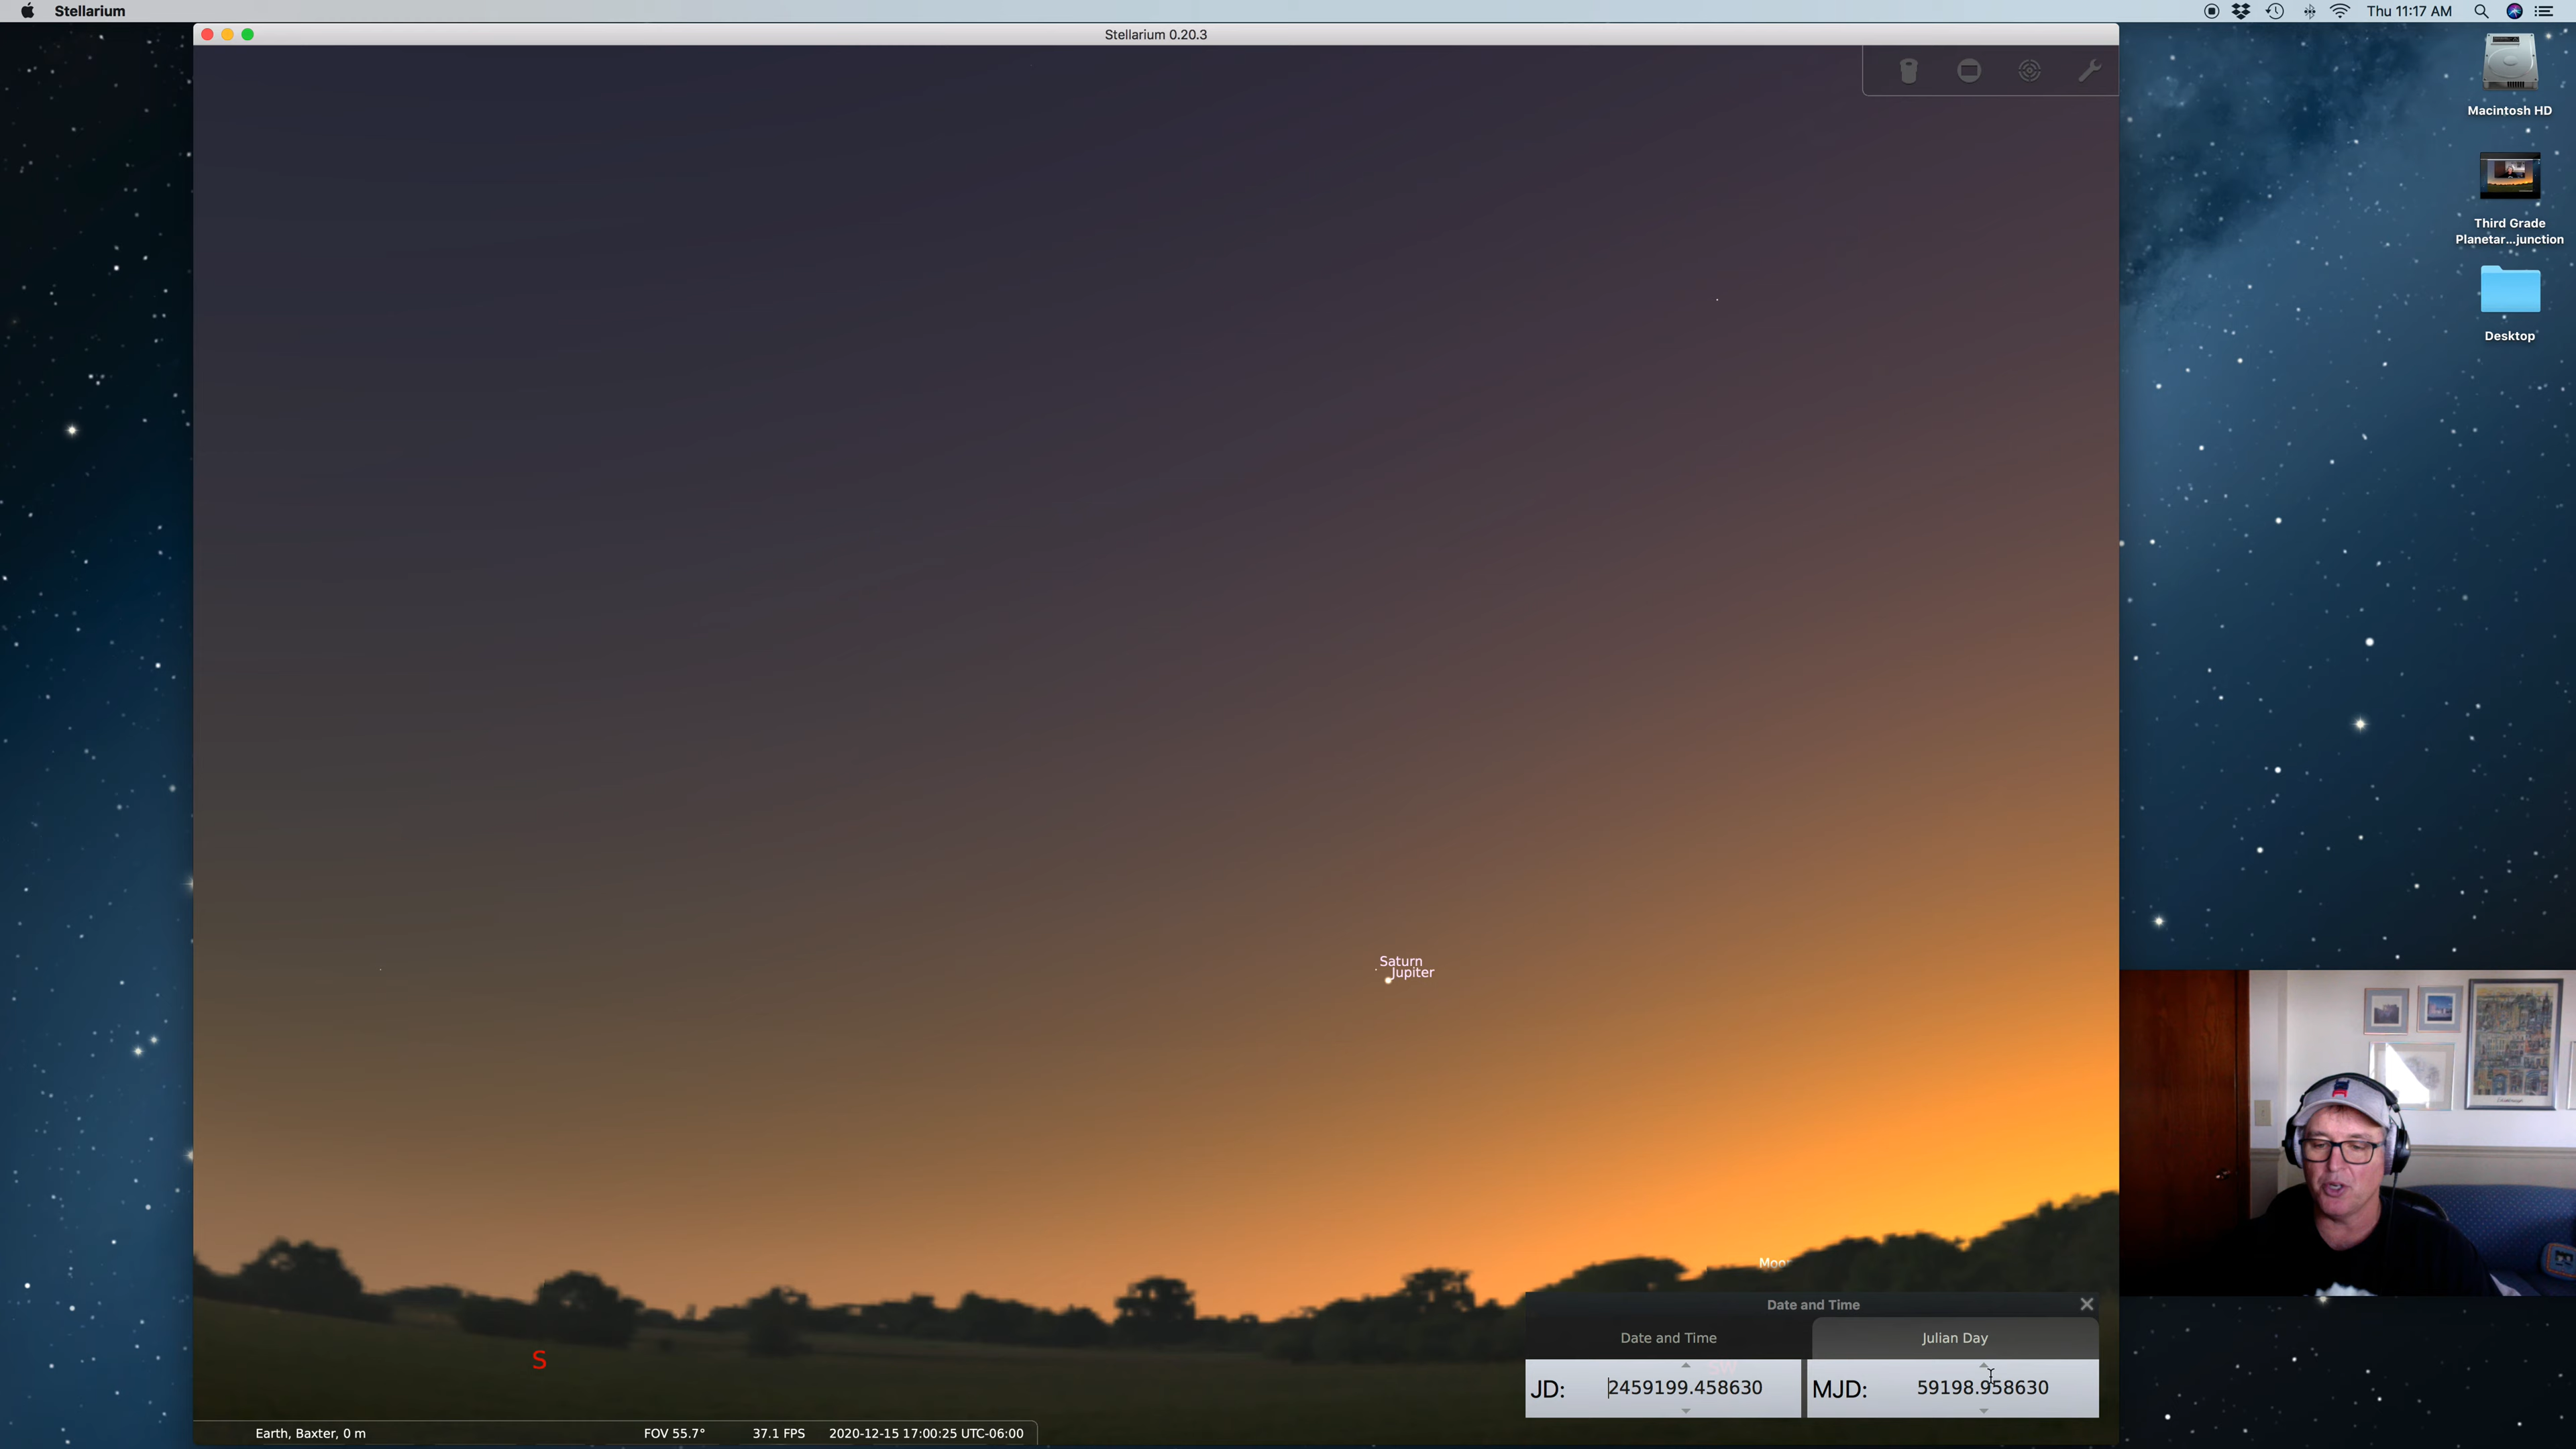 Stellarium
Thu 11:17 AM
Stellarium 0.20.3
Macintosh HD
Third Grade
Planetar...junction
Desktop
Saturn
Jupiter
Date and Time
Date and Time
Julian Day
JD:
2459199.458630
MJD:
59198.958630
S
Earth, Baxter, 0 m
FOV 55.7°
37.1 FPS
2020-12-15 17:00:25 UTC-06:00